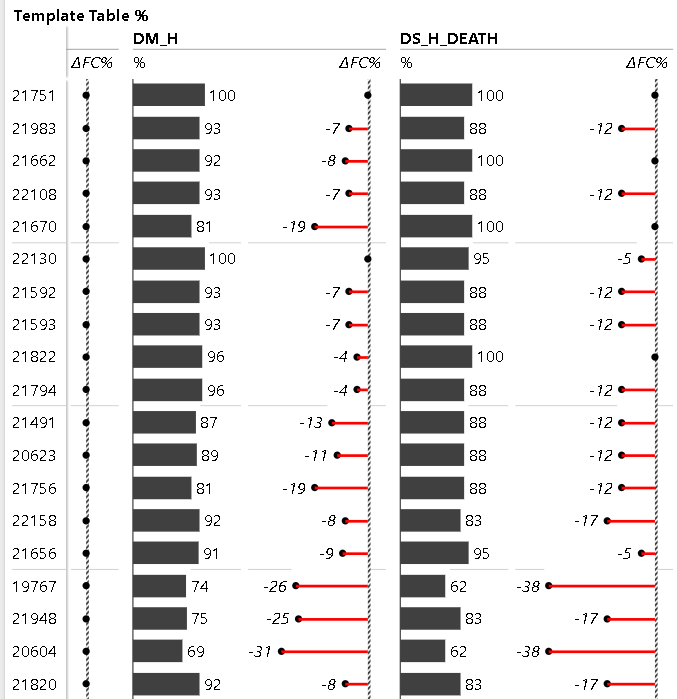 Template Table %
DM_H DS_H_DEATH
ΔFC% % ΔFC% % ΔFC%
21751 100 100
21983 93 -7 88 -12
21662 92 -8 100
22108 93 -7 88 -12
21670 81 -19 100
22130 100 95 -5
21592 93 -7 88 -12
21593 93 -7 88 -12
21822 96 -4 100
21794 96 -4 88 -12
21491 87 -13 88 -12
20623 89 -11 88 -12
21756 81 -19 88 -12
22158 92 -8 83 -17
21656 91 -9 95 -5
19767 74 -26 62 -38
21948 75 -25 83 -17
20604 69 -31 62 -38
21820 92 -8 83 -17